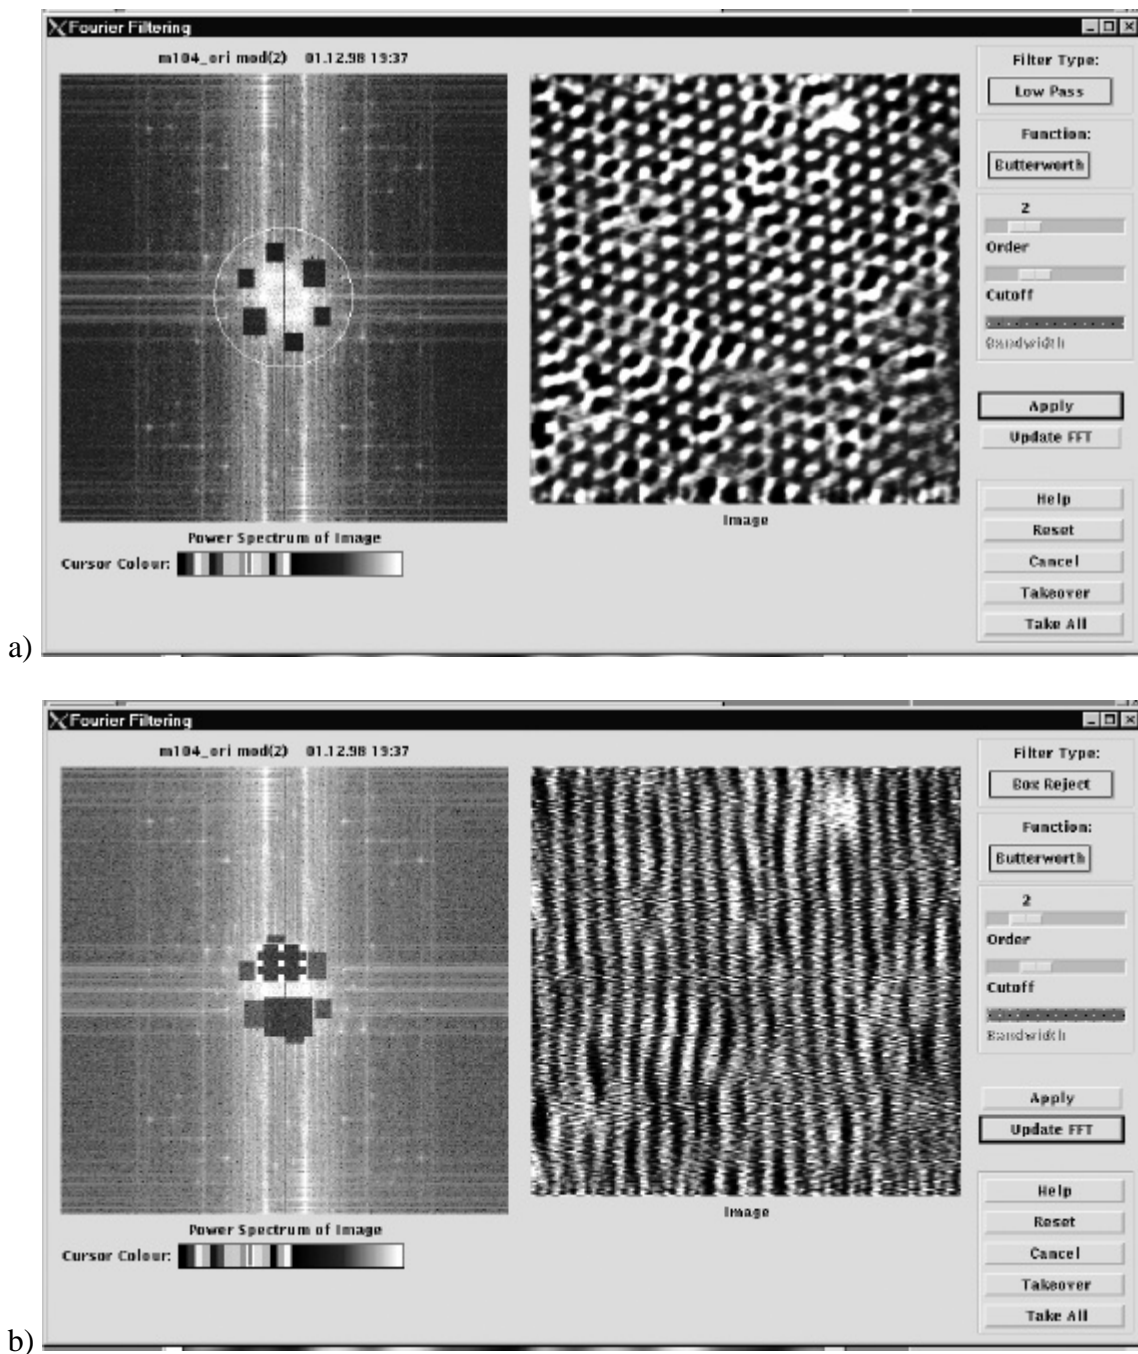 Fourier Filtering
m104_ori mod(2) 01.12.98 19:37
Filter Type:
Low Pass
Function:
Butterworth
2
Order
Cutoff
Bandwidth
Apply
Update FFT
Image
Power Spectrum of Image
Cursor Colour:
Help
Reset
Cancel
Takeover
Take All
a)
Fourier Filtering
m104_ori mod(2) 01.12.98 19:37
Filter Type:
Box Reject
Function:
Butterworth
2
Order
Cutoff
Bandwidth
Apply
Update FFT
Image
Power Spectrum of Image
Cursor Colour:
Help
Reset
Cancel
Takeover
Take All
b)